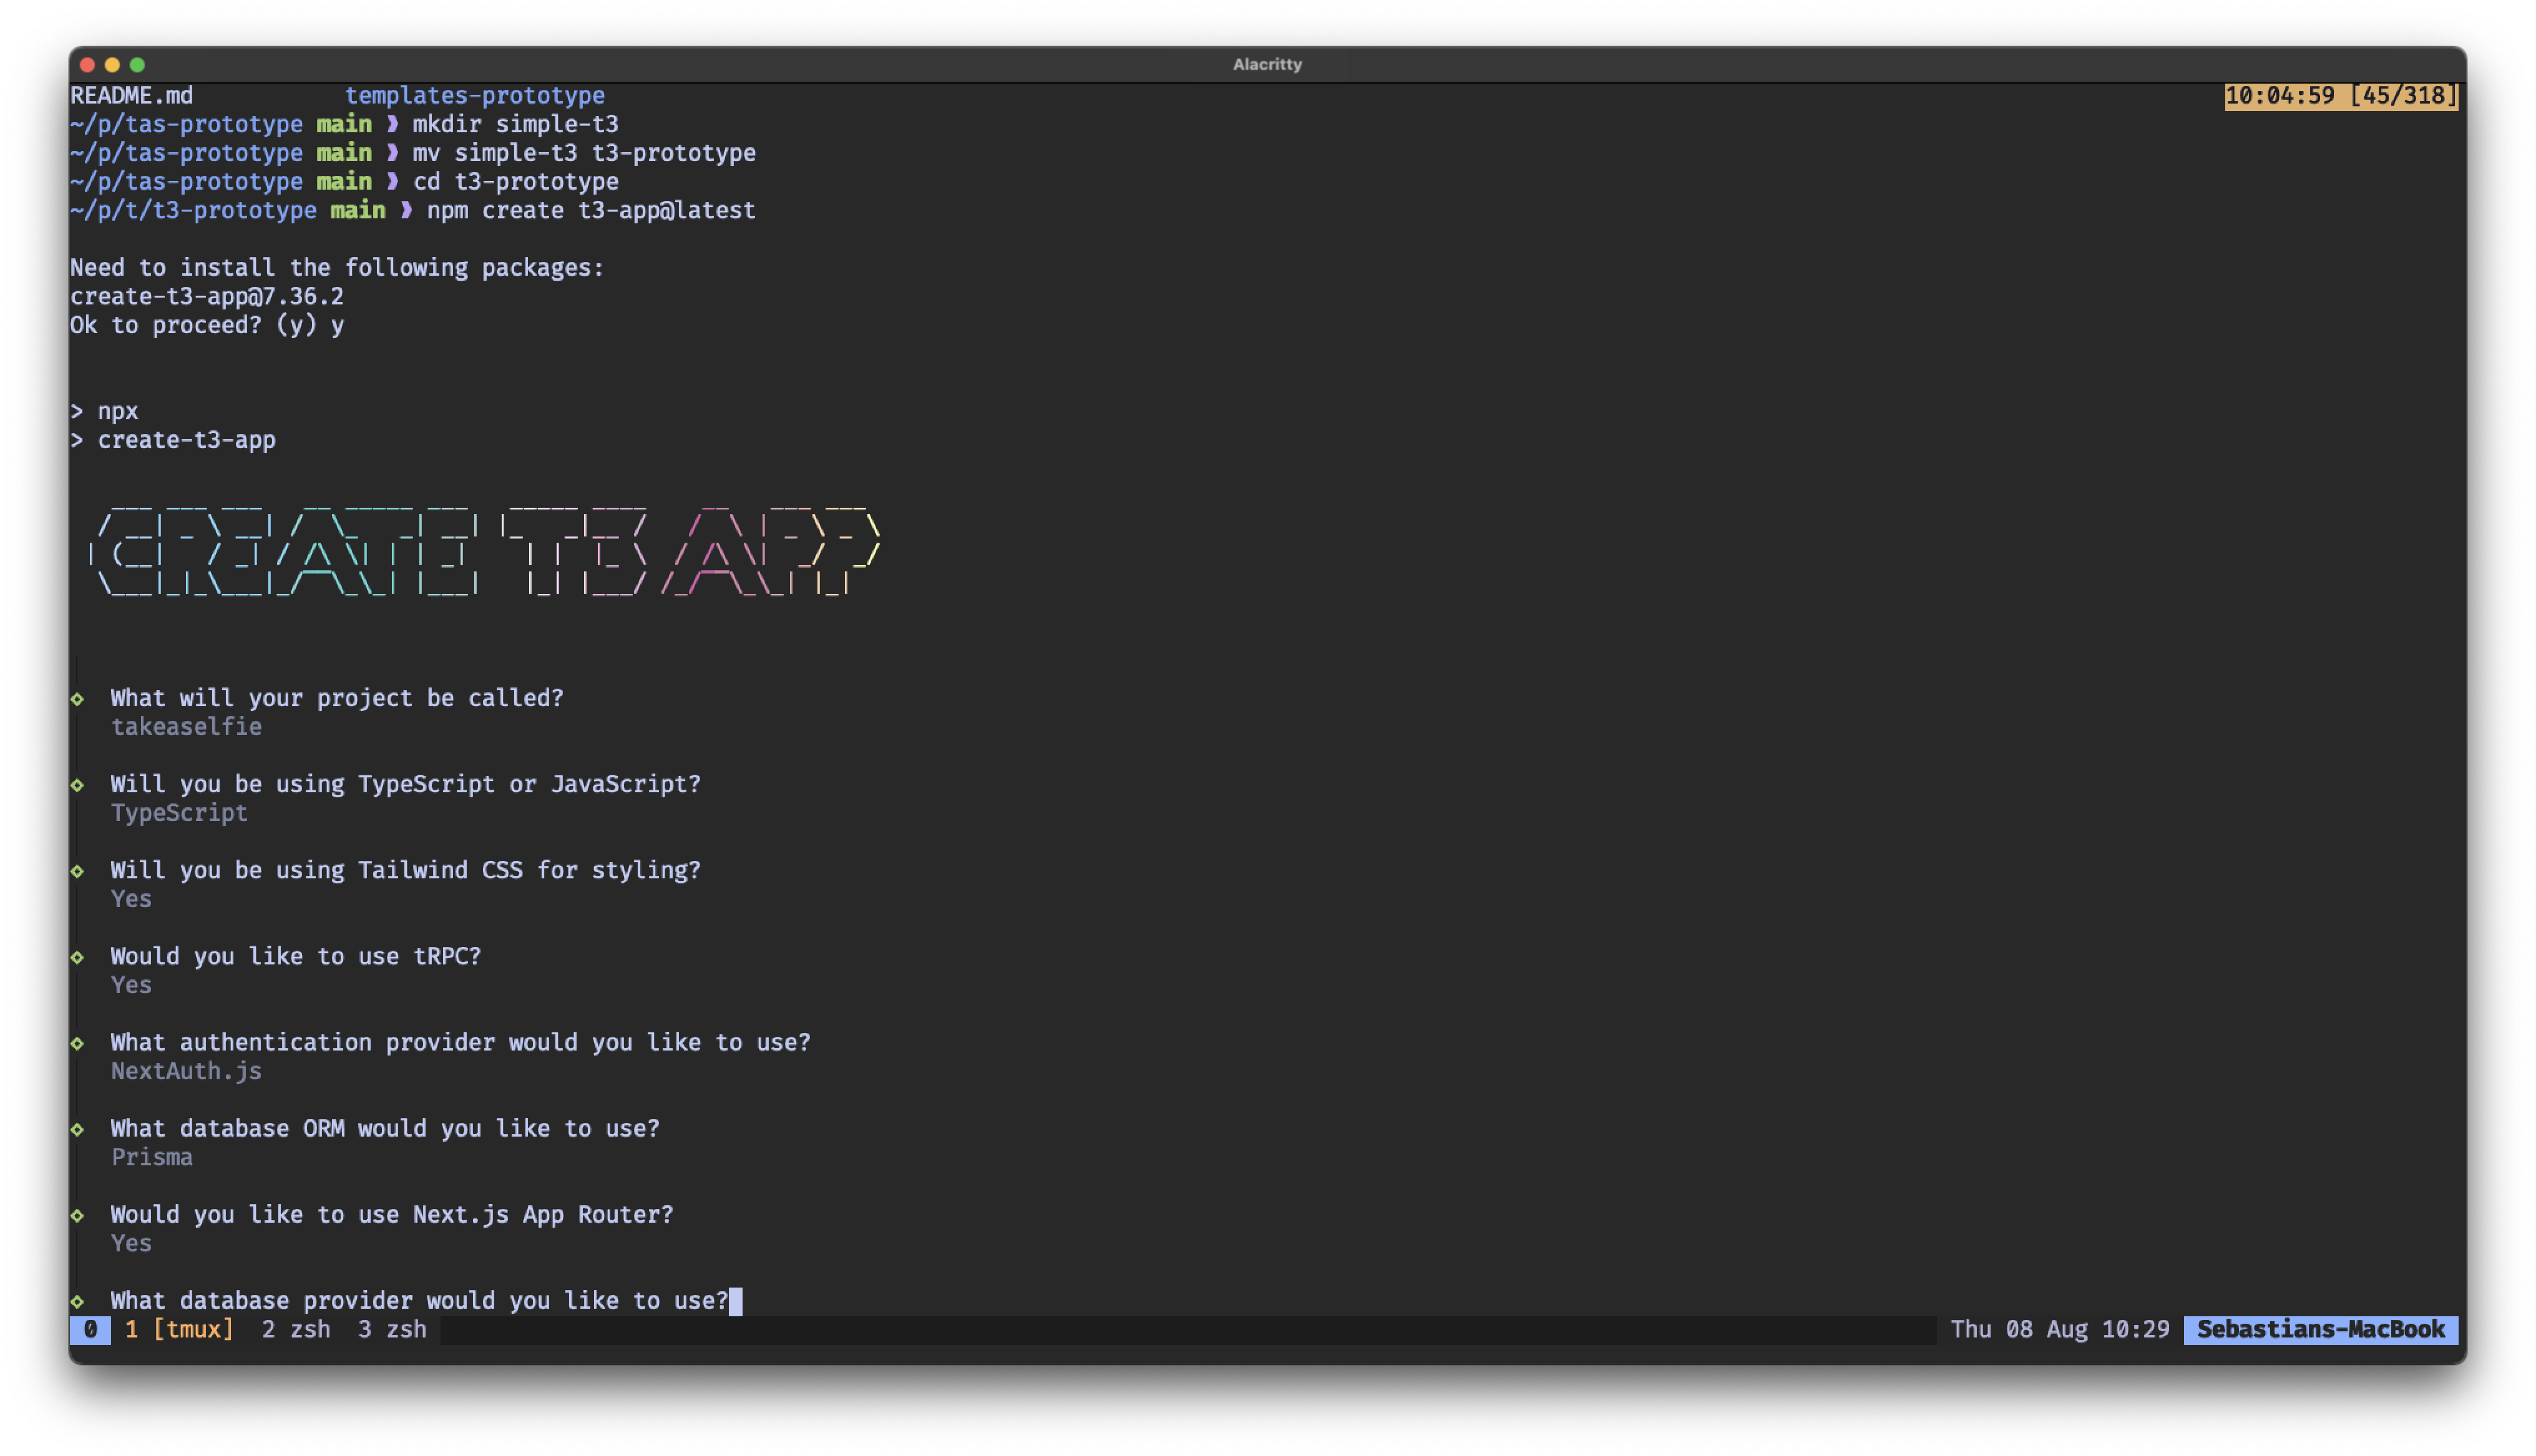 Alacritty
README.md           templates-prototype
10:04:59 [45/318]
~/p/tas-prototype main ❱ mkdir simple-t3
~/p/tas-prototype main ❱ mv simple-t3 t3-prototype
~/p/tas-prototype main ❱ cd t3-prototype
~/p/t/t3-prototype main ❱ npm create t3-app@latest
Need to install the following packages:
create-t3-app@7.36.2
Ok to proceed? (y) y
> npx
> create-t3-app
CREATE T3 APP
◇  What will your project be called?
takeaselfie
◇  Will you be using TypeScript or JavaScript?
TypeScript
◇  Will you be using Tailwind CSS for styling?
Yes
◇  Would you like to use tRPC?
Yes
◇  What authentication provider would you like to use?
NextAuth.js
◇  What database ORM would you like to use?
Prisma
◇  Would you like to use Next.js App Router?
Yes
◇  What database provider would you like to use?
0 1 [tmux]  2 zsh  3 zsh    Thu 08 Aug 10:29 Sebastians-MacBook